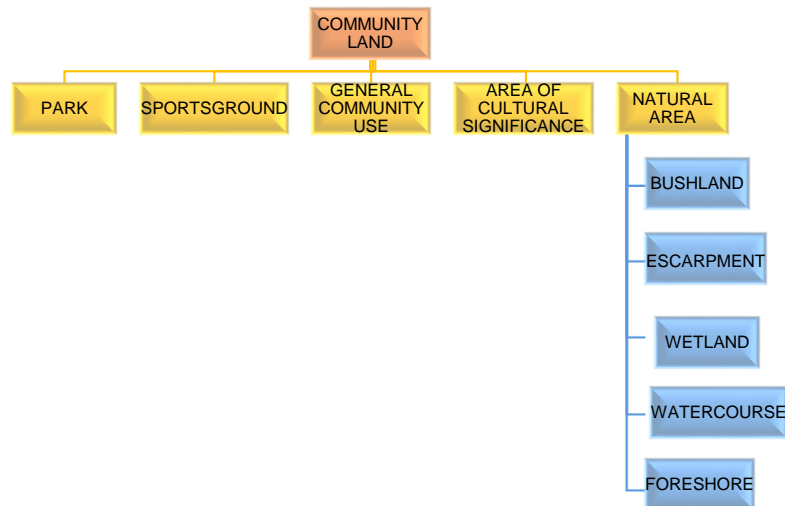 COMMUNITY
LAND
PARK
SPORTSGROUND
GENERAL
COMMUNITY
USE
AREA OF
CULTURAL
SIGNIFICANCE
NATURAL
AREA
BUSHLAND
ESCARPMENT
WETLAND
WATERCOURSE
FORESHORE